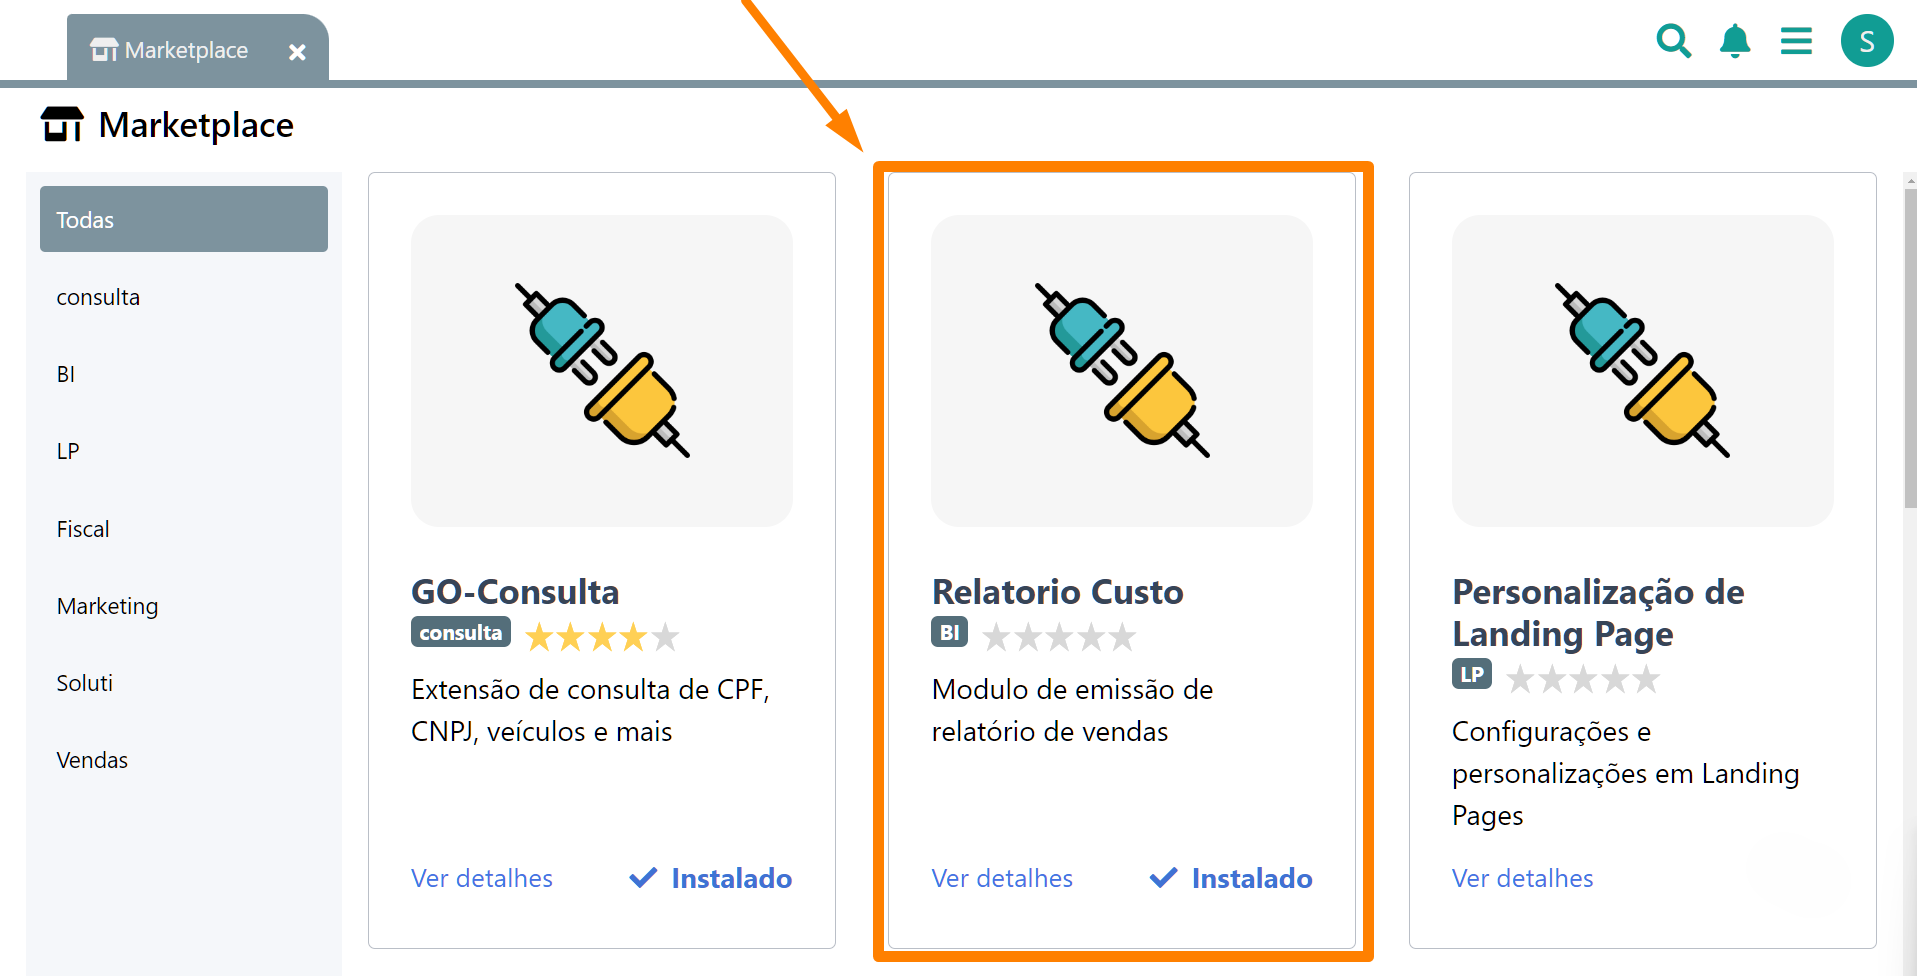 Marketplace
S
Marketplace
Todas
consulta
BI
LP
Fiscal
Marketing
Soluti
Vendas
GO-Consulta
consulta
Extensão de consulta de CPF,
CNPJ, veículos e mais
Ver detalhes
Instalado
Relatorio Custo
BI
Modulo de emissão de
relatório de vendas
Ver detalhes
Instalado
Personalização de
Landing Page
LP
Configurações e
personalizações em Landing
Pages
Ver detalhes